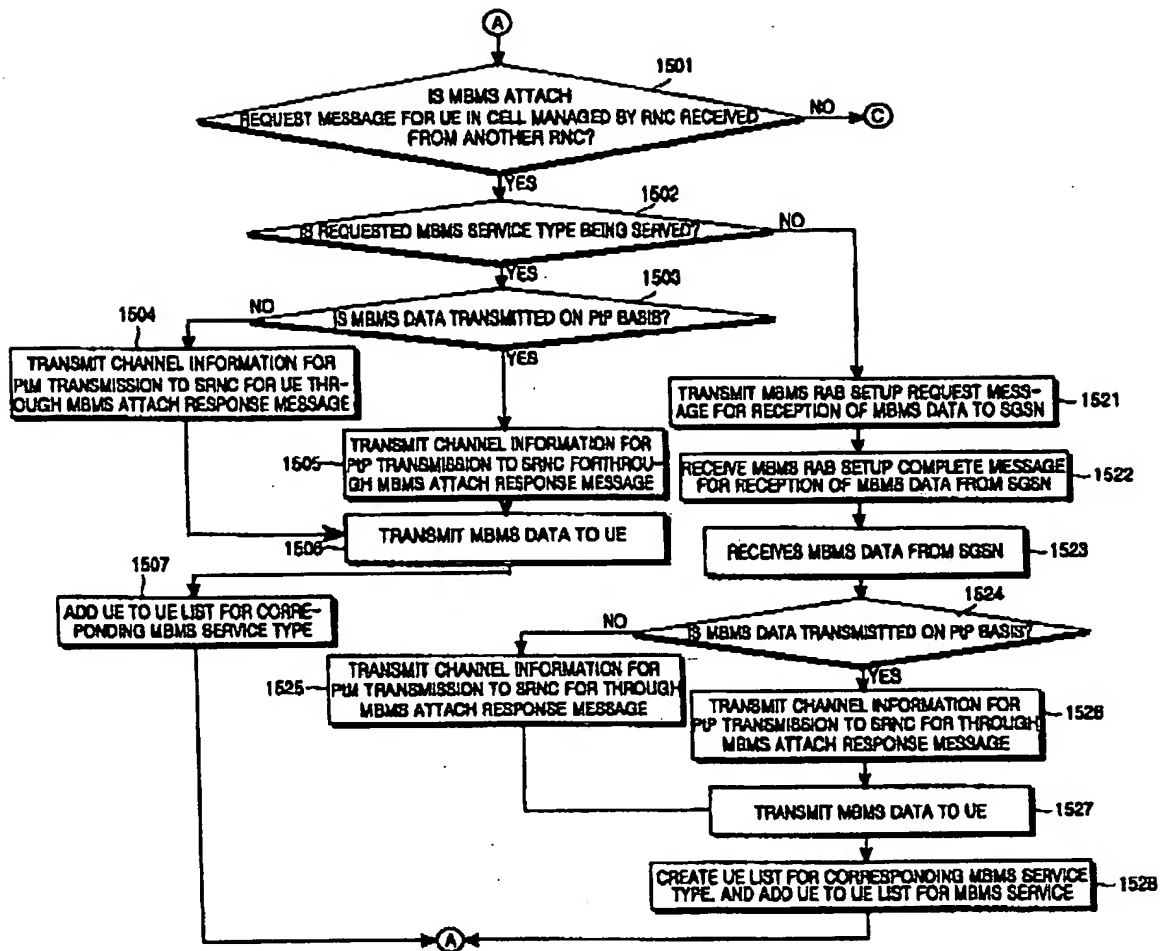 A
1501
IS MBMS ATTACH
REQUEST MESSAGE FOR UE IN CELL MANAGED BY RNC RECEIVED
FROM ANOTHER RNC?
NO
C
YES
1502
IS REQUESTED MBMS SERVICE TYPE BEING SERVED?
NO
YES
1503
IS MBMS DATA TRANSMITTED ON PtP BASIS?
NO
YES
1504
TRANSMIT CHANNEL INFORMATION FOR
PtM TRANSMISSION TO SRNC FOR UE THR-
OUGH MBMS ATTACH RESPONSE MESSAGE
TRANSMIT MBMS RAB SETUP REQUEST MESS-
AGE FOR RECEPTION OF MBMS DATA TO SGSN
1521
1505
TRANSMIT CHANNEL INFORMATION FOR
PtP TRANSMISSION TO SRNC FORTHROU-
GH MBMS ATTACH RESPONSE MESSAGE
RECEIVE MBMS RAB SETUP COMPLETE MESSAGE
FOR RECEPTION OF MBMS DATA FROM SGSN
1522
1506
TRANSMIT MBMS DATA TO UE
RECEIVES MBMS DATA FROM SGSN
1523
1507
ADD UE TO UE LIST FOR CORRE-
PONDING MBMS SERVICE TYPE
1524
IS MBMS DATA TRANSMISTTED ON PtP BASIS?
NO
YES
1525
TRANSMIT CHANNEL INFORMATION FOR
PtM TRANSMISSION TO SRNC FOR THROUGH
MBMS ATTACH RESPONSE MESSAGE
TRANSMIT CHANNEL INFORMATION FOR
PtP TRANSMISSION TO SRNC FOR THROUGH
MBMS ATTACH RESPONSE MESSAGE
1526
TRANSMIT MBMS DATA TO UE
1527
CREATE UE LIST FOR CORRESPONDING MBMS SERVICE
TYPE, AND ADD UE TO UE LIST FOR MBMS SERVICE
1528
A